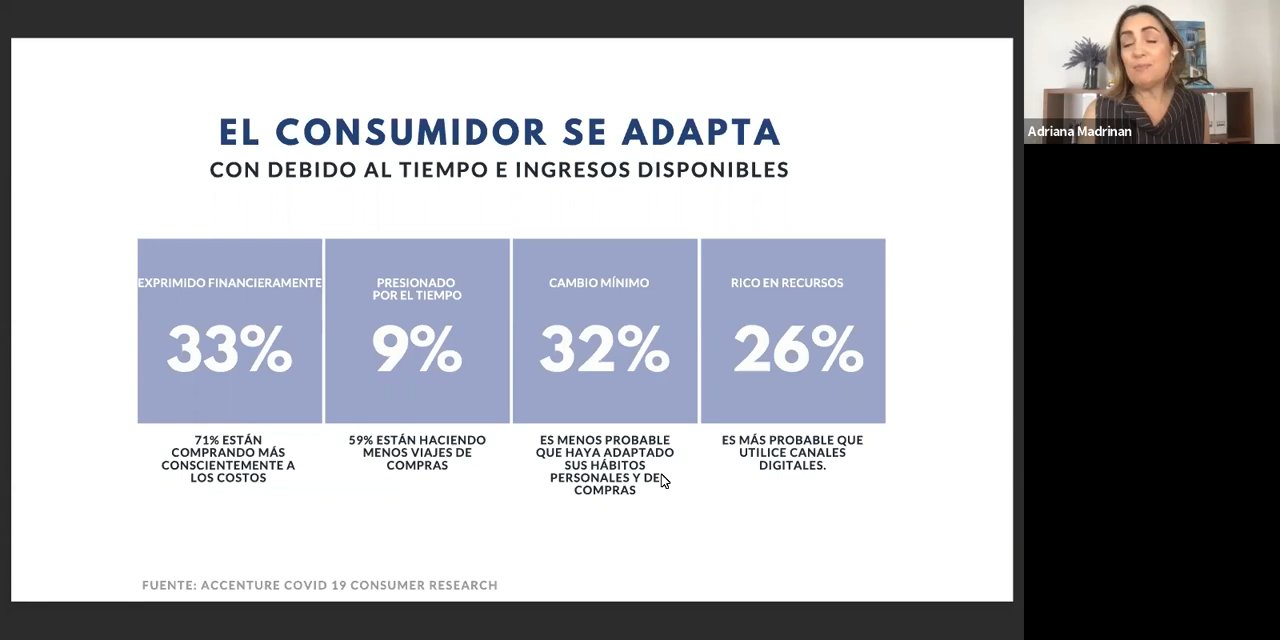 EL CONSUMIDOR SE ADAPTA
CON DEBIDO AL TIEMPO E INGRESOS DISPONIBLES
EXPRIMIDO FINANCIERAMENTE
33%
71% ESTÁN
COMPRANDO MÁS
CONSCIENTEMENTE A
LOS COSTOS
PRESIONADO
POR EL TIEMPO
9%
59% ESTÁN HACIENDO
MENOS VIAJES DE
COMPRAS
CAMBIO MÍNIMO
32%
ES MENOS PROBABLE
QUE HAYA ADAPTADO
SUS HÁBITOS
PERSONALES Y DE
COMPRAS
RICO EN RECURSOS
26%
ES MÁS PROBABLE QUE
UTILICE CANALES
DIGITALES.
FUENTE: ACCENTURE COVID 19 CONSUMER RESEARCH
Adriana Madrinan